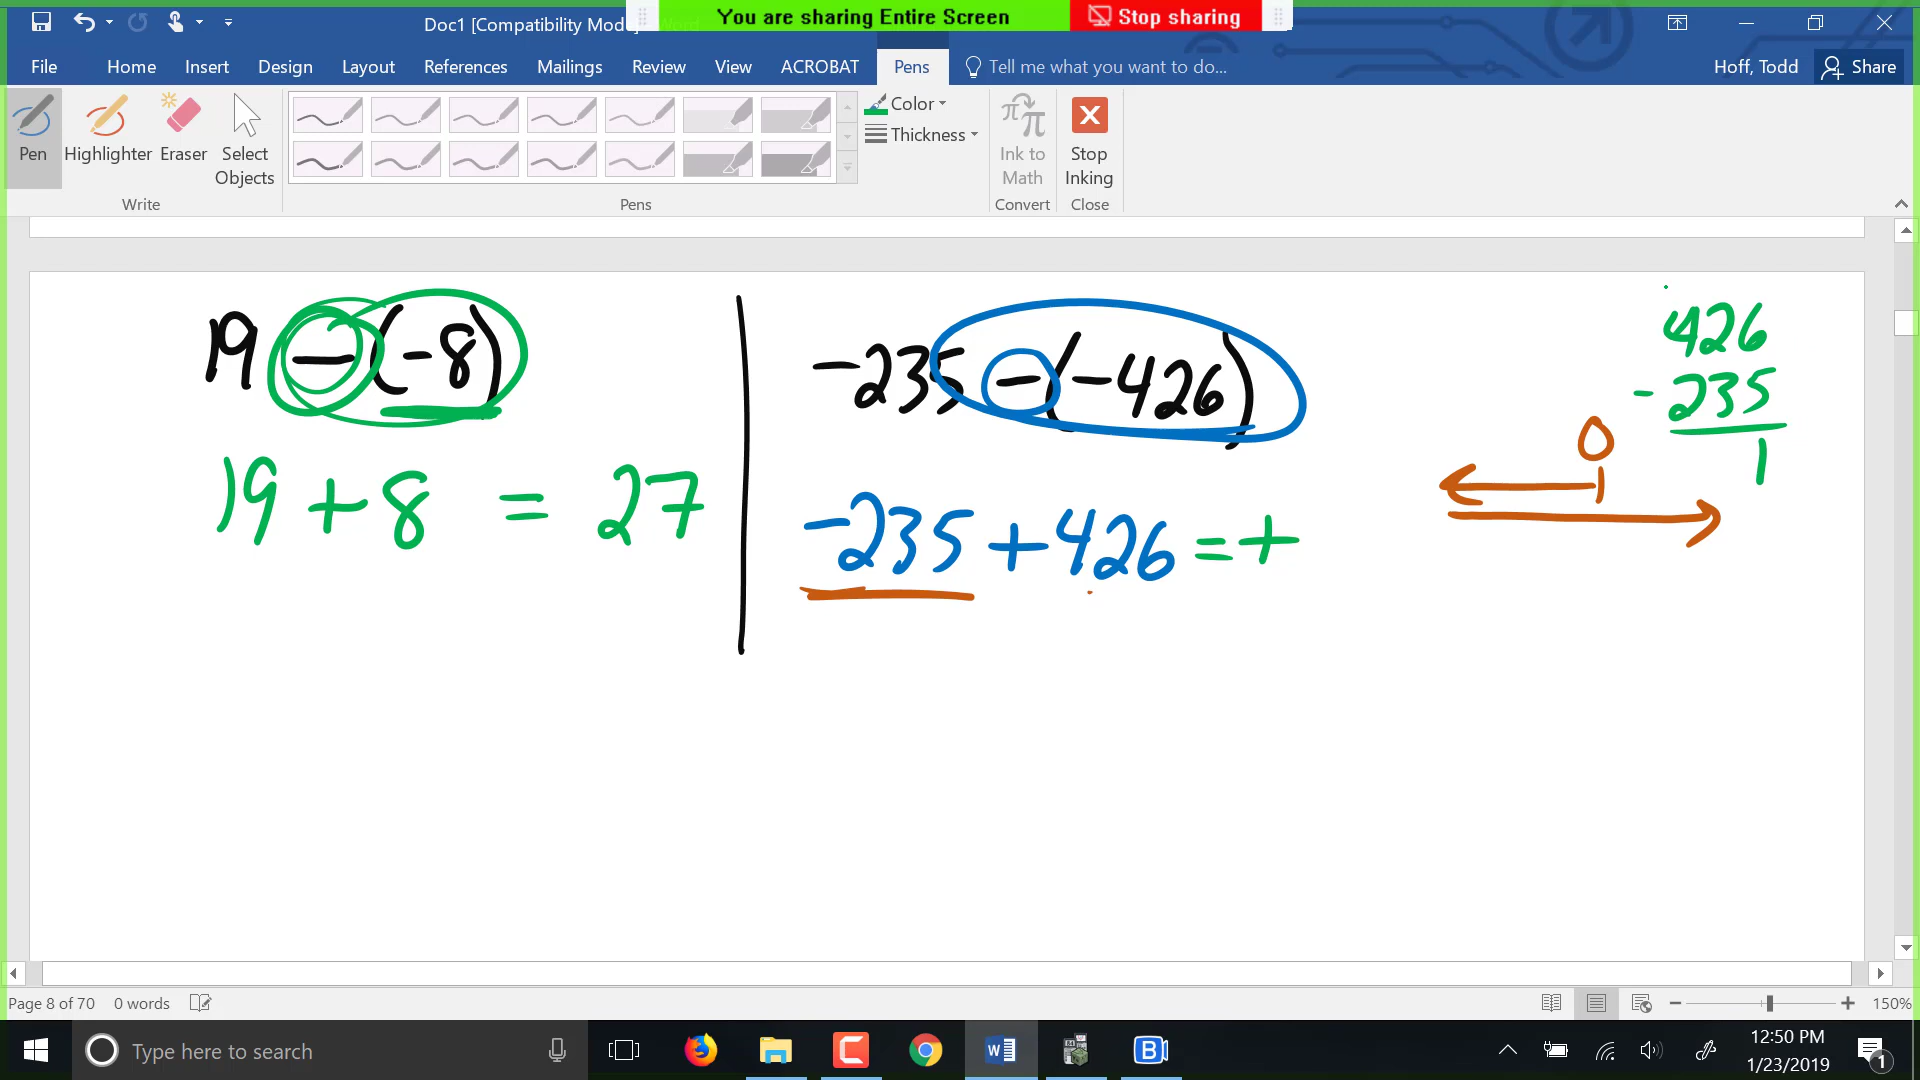 Doc1 [Compatibility Mod
You are sharing Entire Screen
Stop sharing
File Home Insert Design Layout References Mailings Review View ACROBAT Pens Tell me what you want to do... Hoff, Todd Share
Pen Highlighter Eraser Select Objects
Color
Thickness
Ink to Math
Stop Inking
Write Pens Convert Close
19 - (-8)
19 + 8 = 27
-235 - (-426)
-235 + 426 = +
426
- 235
1
0
Page 8 of 70 0 words 150%
Type here to search
12:50 PM
1/23/2019
1